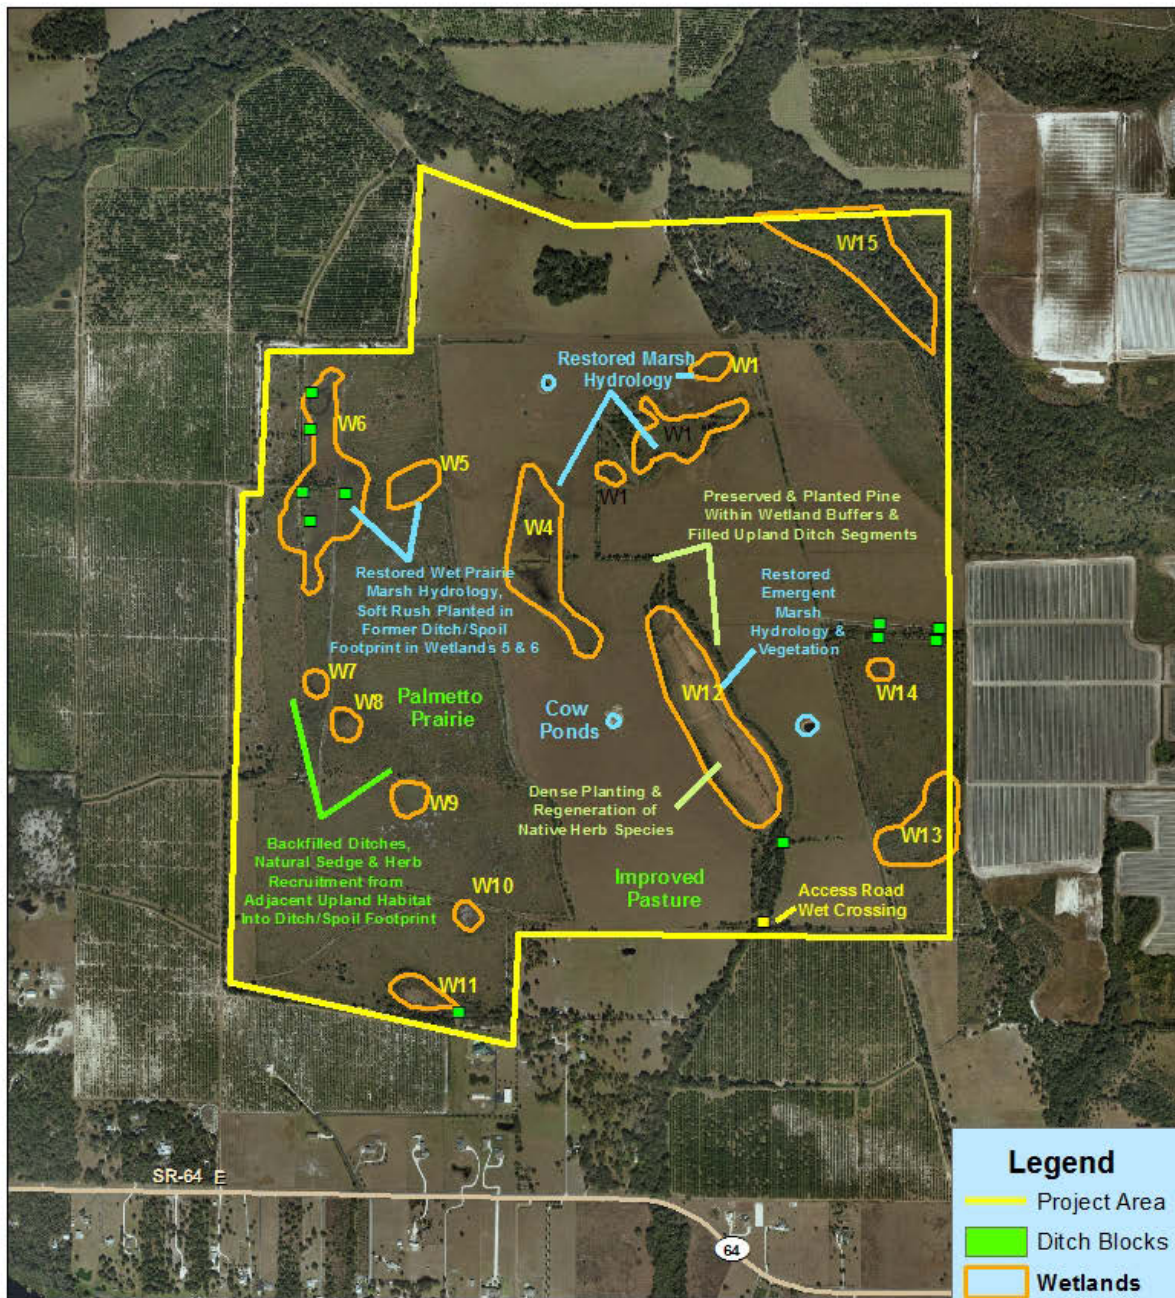 W15
Restored Marsh
Hydrology
W1
W6
W1
W5
W1
W4
Preserved & Planted Pine
Within Wetland Buffers &
Filled Upland Ditch Segments
Restored Wet Prairie
Marsh Hydrology,
Soft Rush Planted in
Former Ditch/Spoil
Footprint in Wetlands 5 & 6
Restored
Emergent
Marsh
Hydrology &
Vegetation
W7
W8
Palmetto
Prairie
Cow
Ponds
W12
W14
W9
Dense Planting &
Regeneration of
Native Herb Species
W13
Backfilled Ditches,
Natural Sedge & Herb
Recruitment from
Adjacent Upland Habitat
Into Ditch/Spoil Footprint
W10
Improved
Pasture
Access Road
Wet Crossing
W11
SR-64 E
64
Legend
Project Area
Ditch Blocks
Wetlands